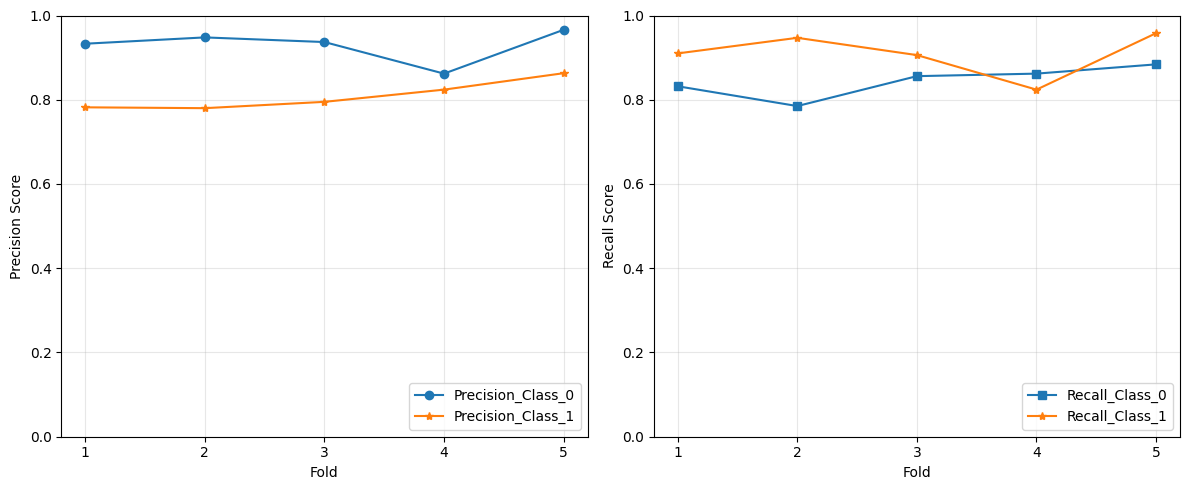 1.0
0.8
0.6
0.4
0.2
0.0
Precision Score
1 2 3 4 5
Fold
Precision_Class_0
Precision_Class_1
1.0
0.8
0.6
0.4
0.2
0.0
Recall Score
1 2 3 4 5
Fold
Recall_Class_0
Recall_Class_1